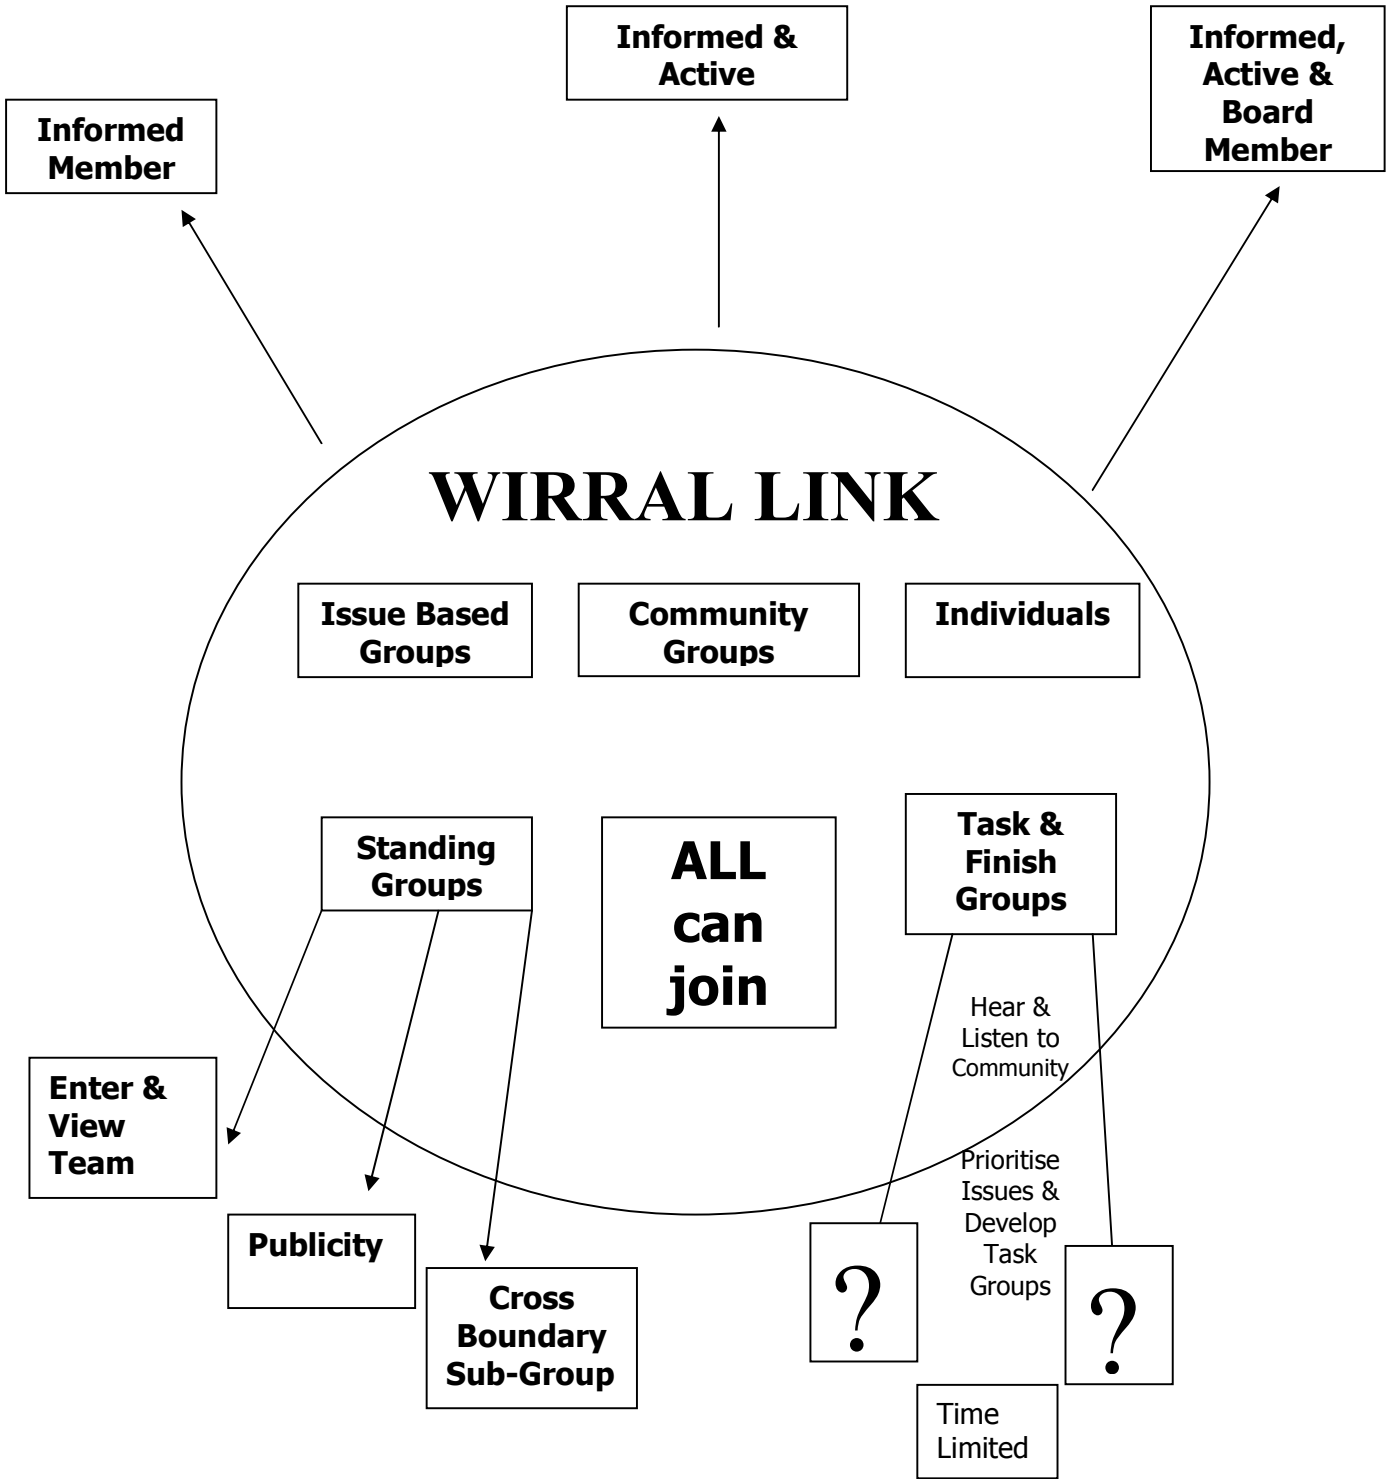 Informed &
Active
Informed,
Active &
Board
Member
Informed
Member
WIRRAL LINK
Issue Based
Groups
Community
Groups
Individuals
Standing
Groups
ALL
can
join
Task &
Finish
Groups
Hear &
Listen to
Community
Enter &
View
Team
Publicity
Cross
Boundary
Sub-Group
Prioritise
Issues &
Develop
Task
Groups
?
?
Time
Limited